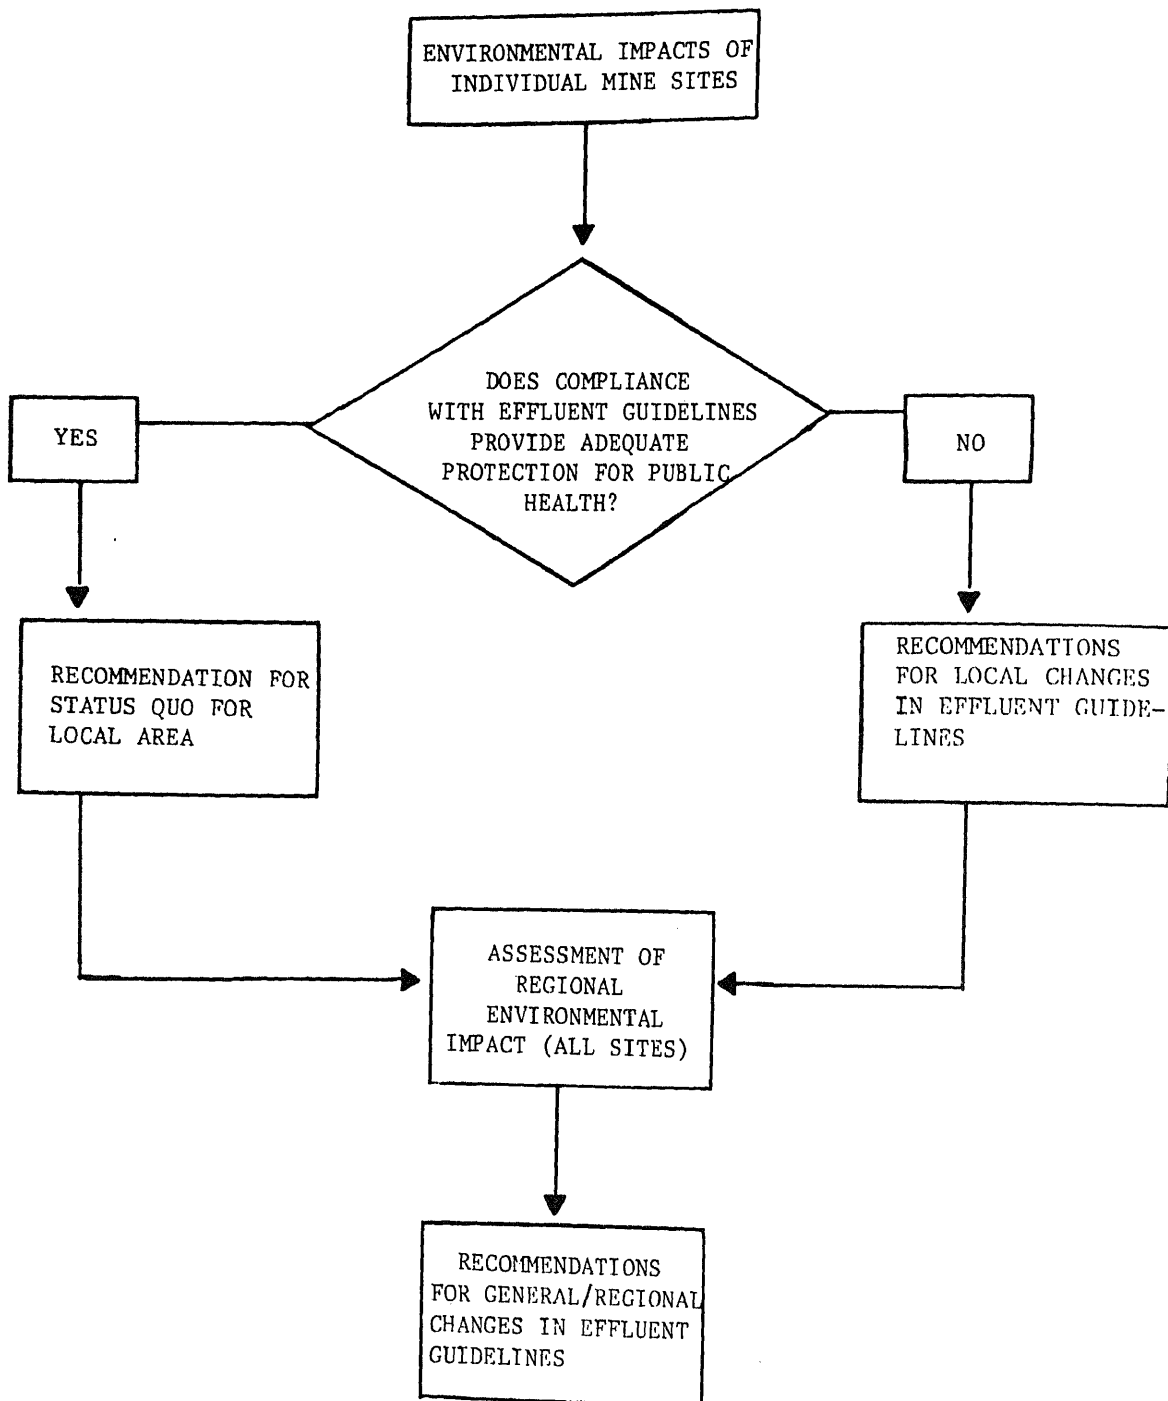 ENVIRONMENTAL IMPACTS OF
INDIVIDUAL MINE SITES
DOES COMPLIANCE
WITH EFFLUENT GUIDELINES
PROVIDE ADEQUATE
PROTECTION FOR PUBLIC
HEALTH?
YES
NO
RECOMMENDATION FOR
STATUS QUO FOR
LOCAL AREA
RECOMMENDATIONS
FOR LOCAL CHANGES
IN EFFLUENT GUIDE-
LINES
ASSESSMENT OF
REGIONAL
ENVIRONMENTAL
IMPACT (ALL SITES)
RECOMMENDATIONS
FOR GENERAL/REGIONAL
CHANGES IN EFFLUENT
GUIDELINES